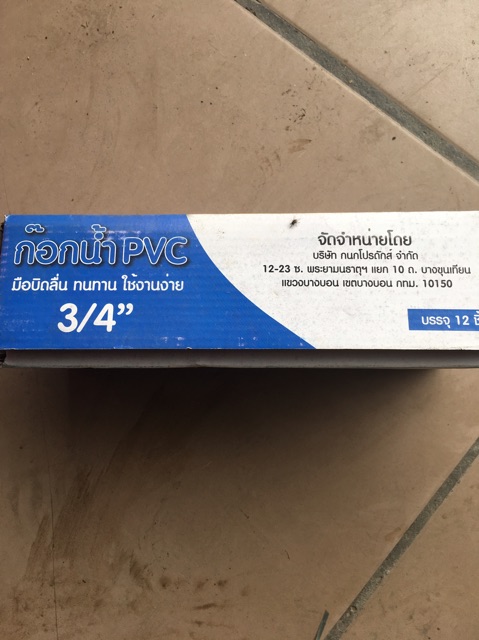 ก๊อกน้ำ PVC
มือบิดลื่น ทนทาน ใช้งานง่าย
3/4”
จัดจำหน่ายโดย
บริษัท กนกโปรดักส์ จำกัด
12-23 ซ. พระยามนธาตุฯ แยก 10 ถ. บางขุนเทียน
แขวงบางบอน เขตบางบอน กทม. 10150
บรรจุ 12